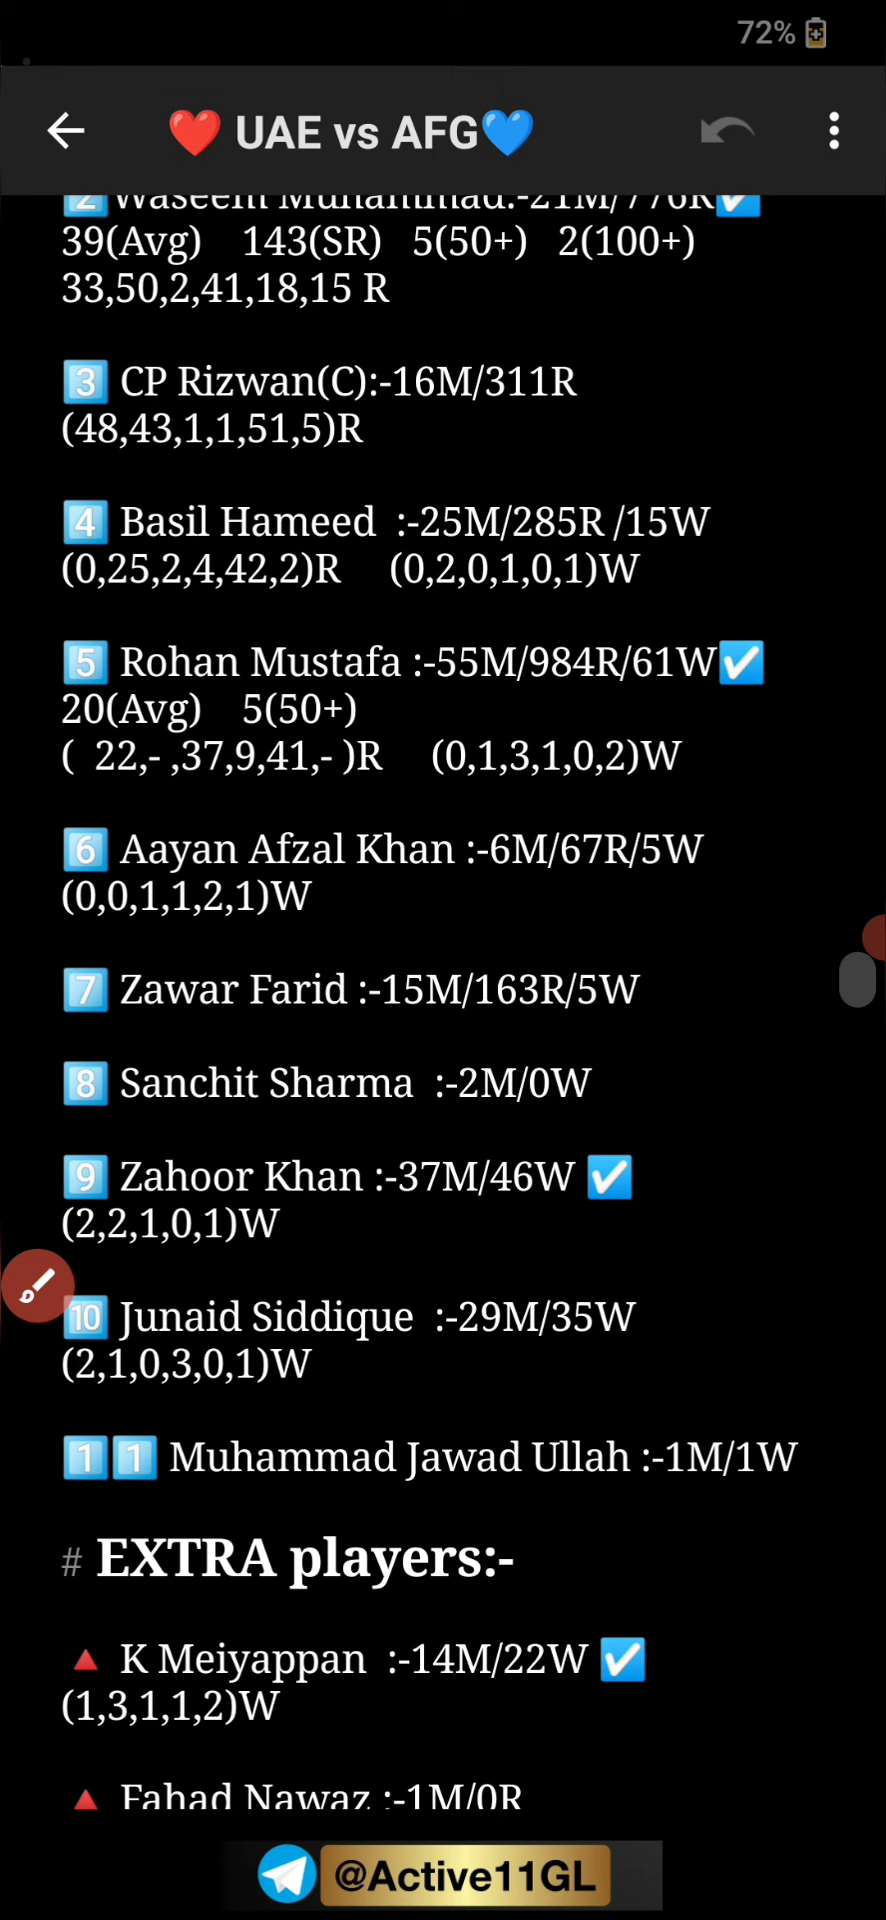 72%
❤️ UAE vs AFG💙
2 Waseem Muhammad:-21M/776R✅
39(Avg) 143(SR) 5(50+) 2(100+)
33,50,2,41,18,15 R
3 CP Rizwan(C):-16M/311R
(48,43,1,1,51,5)R
4 Basil Hameed :-25M/285R /15W
(0,25,2,4,42,2)R (0,2,0,1,0,1)W
5 Rohan Mustafa :-55M/984R/61W☑️
20(Avg) 5(50+)
( 22,- ,37,9,41,- )R (0,1,3,1,0,2)W
6 Aayan Afzal Khan :-6M/67R/5W
(0,0,1,1,2,1)W
7 Zawar Farid :-15M/163R/5W
8 Sanchit Sharma :-2M/0W
9 Zahoor Khan :-37M/46W ☑️
(2,2,1,0,1)W
10 Junaid Siddique :-29M/35W
(2,1,0,3,0,1)W
1 1 Muhammad Jawad Ullah :-1M/1W
# EXTRA players:-
🔺 K Meiyappan :-14M/22W ☑️
(1,3,1,1,2)W
🔺 Fahad Nawaz :-1M/0R
@Active11GL